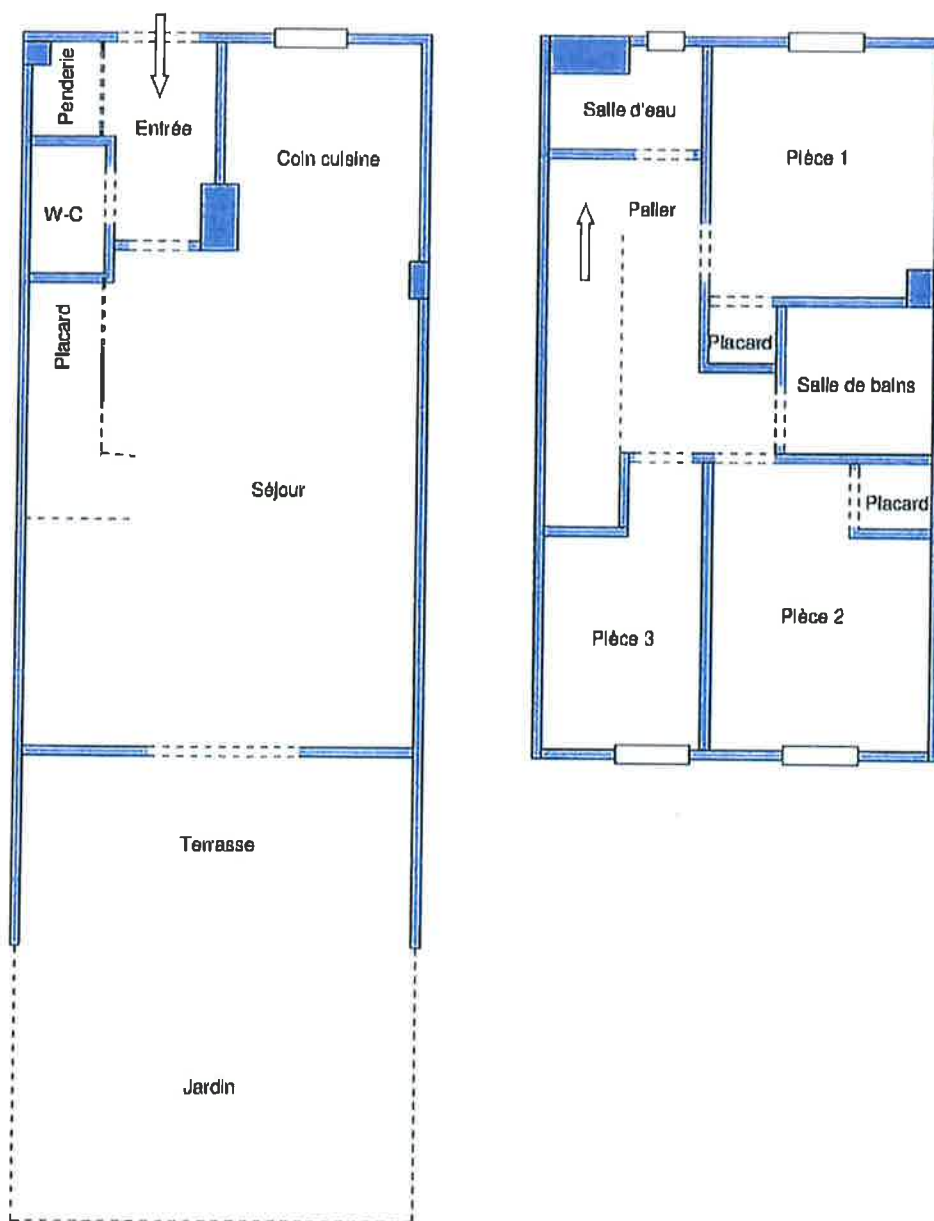 Penderie
Entrée
Coin cuisine
W-C
Placard
Séjour
Terrasse
Jardin
Salle d'eau
Pièce 1
Palier
Placard
Salle de bains
Placard
Pièce 2
Pièce 3